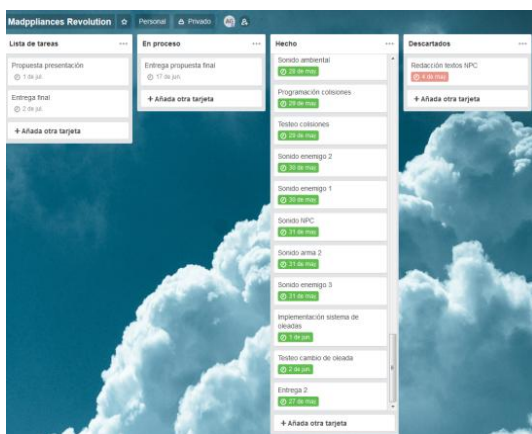 Madppliances Revolution
Personal
Privado
Lista de tareas
Propuesta presentación
1 de jul.
Entrega final
2 de jul.
+ Añada otra tarjeta
En proceso
Entrega propuesta final
17 de jun.
+ Añada otra tarjeta
Hecho
Sonido ambiental
29 de may.
Programación colisiones
29 de may.
Testeo colisiones
29 de may.
Sonido enemigo 2
30 de may.
Sonido enemigo 1
30 de may.
Sonido NPC
31 de may.
Sonido arma 2
31 de may.
Sonido enemigo 3
31 de may.
Implementación sistema de
oleadas
1 de jun.
Testeo cambio de oleada
2 de jun.
Entrega 2
27 de may.
+ Añada otra tarjeta
Descartados
Redacción textos NPC
4 de may.
+ Añada otra tarjeta